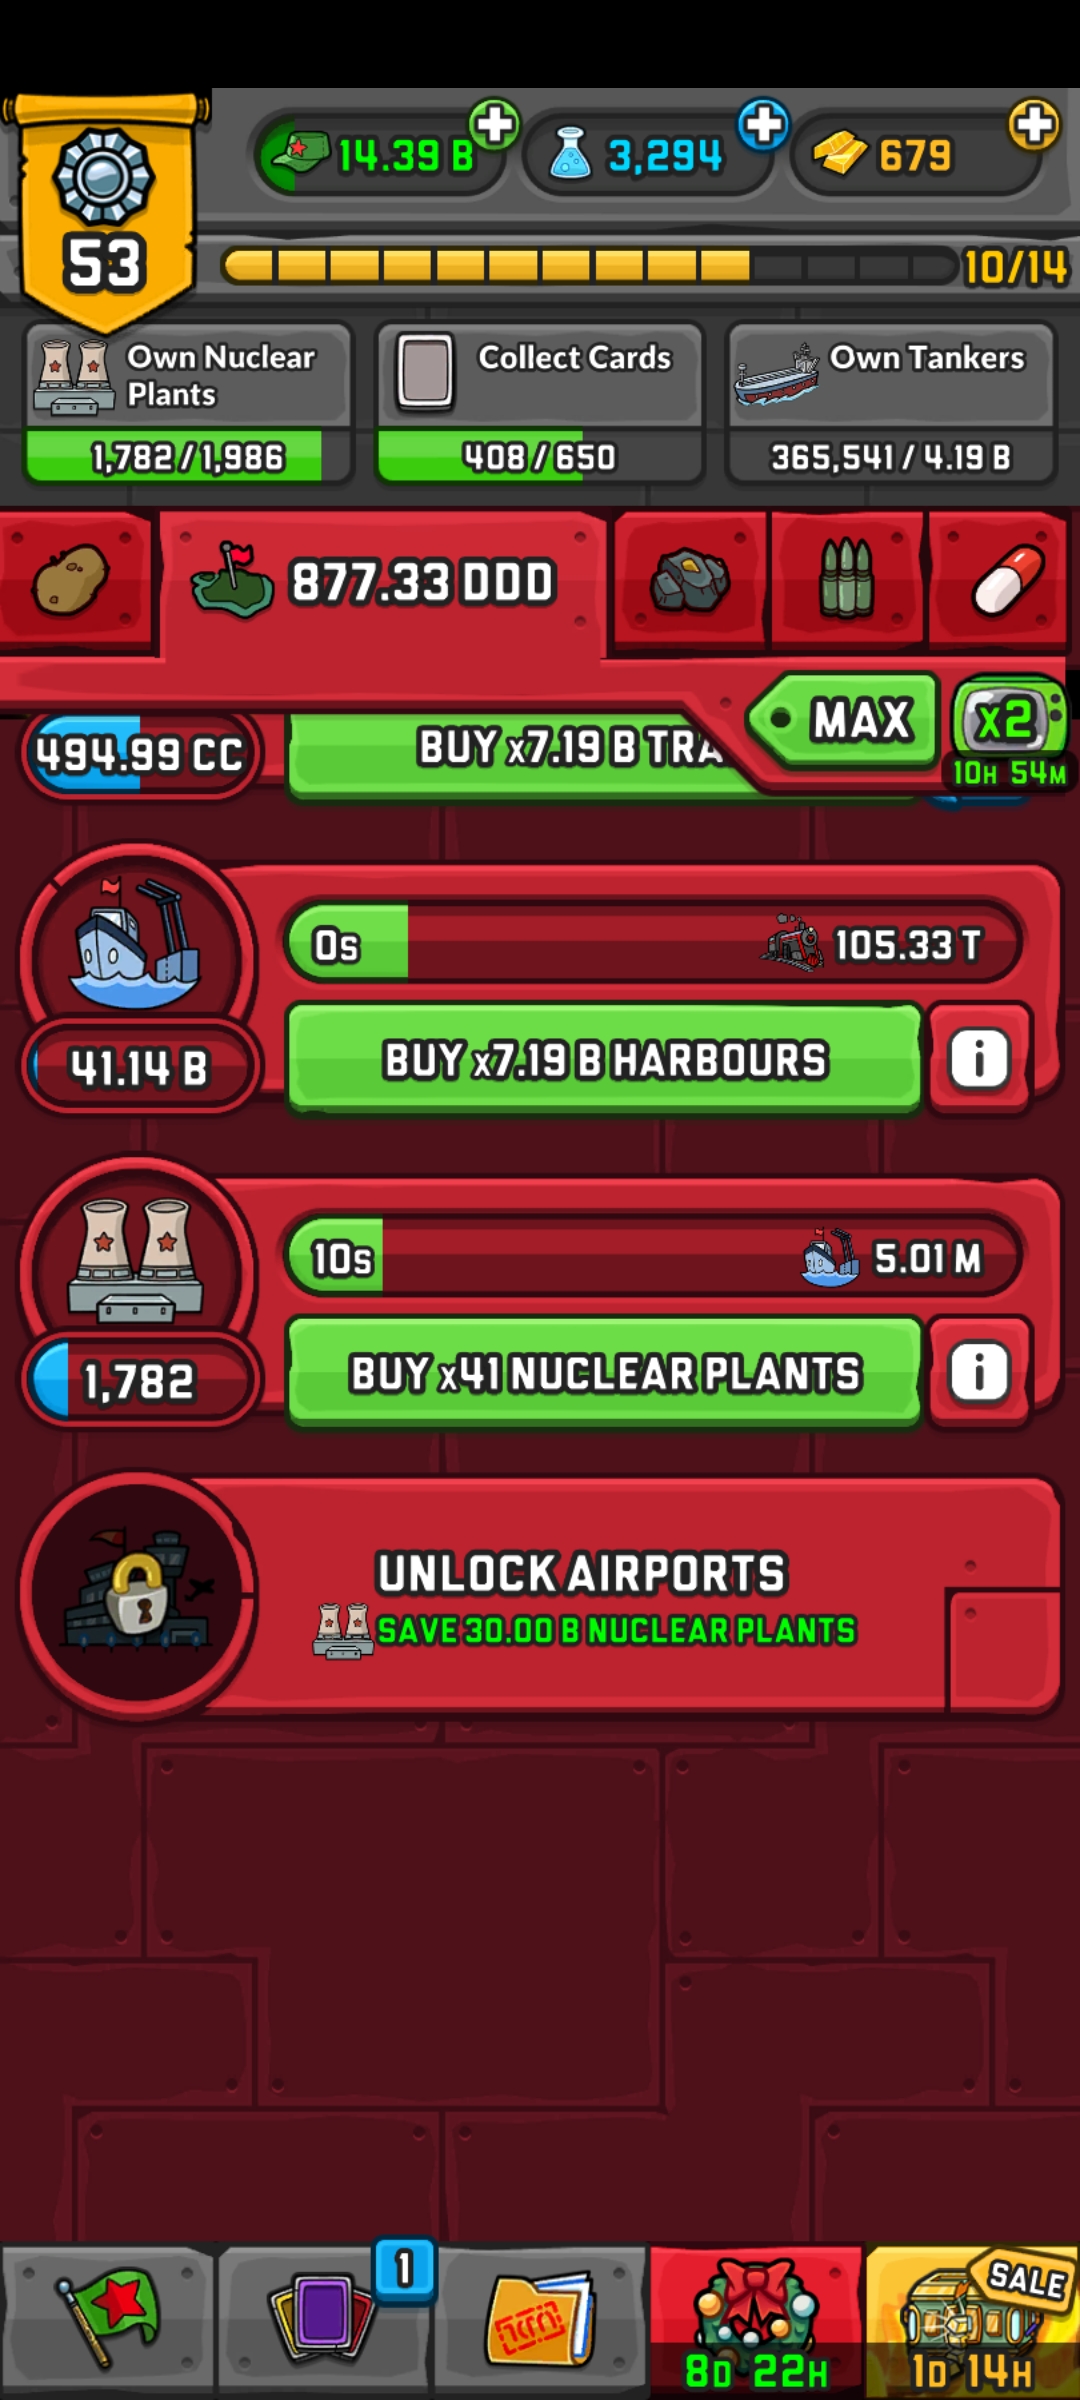 53
14.39 B
3,294
679
10/14
Own Nuclear
Plants
1,782/1,986
Collect Cards
408/650
Own Tankers
365,541/4.19 B
877.33 DDD
MAX
x2
10H 54M
494.99 CC
BUY x7.19 B TRA
0s
105.33 T
41.14 B
BUY x7.19 B HARBOURS
i
10s
5.01 M
1,782
BUY x41 NUCLEAR PLANTS
i
UNLOCK AIRPORTS
SAVE 30.00 B NUCLEAR PLANTS
1
SALE
8D 22H
1D 14H